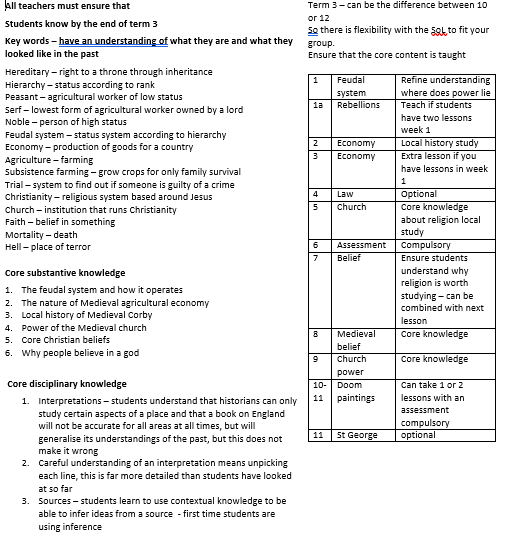 All teachers must ensure that
Students know by the end of term 3
Key words – have an understanding of what they are and what they
looked like in the past
Hereditary – right to a throne through inheritance
Hierarchy – status according to rank
Peasant – agricultural worker of low status
Serf – lowest form of agricultural worker owned by a lord
Noble – person of high status
Feudal system – status system according to hierarchy
Economy – production of goods for a country
Agriculture – farming
Subsistence farming – grow crops for only family survival
Trial – system to find out if someone is guilty of a crime
Christianity – religious system based around Jesus
Church – institution that runs Christianity
Faith – belief in something
Mortality – death
Hell – place of terror
Core substantive knowledge
1. The feudal system and how it operates
2. The nature of Medieval agricultural economy
3. Local history of Medieval Corby
4. Power of the Medieval church
5. Core Christian beliefs
6. Why people believe in a god
Core disciplinary knowledge
1. Interpretations – students understand that historians can only
study certain aspects of a place and that a book on England
will not be accurate for all areas at all times, but will
generalise its understandings of the past, but this does not
make it wrong
2. Careful understanding of an interpretation means unpicking
each line, this is far more detailed than students have looked
at so far
3. Sources – students learn to use contextual knowledge to be
able to infer ideas from a source - first time students are
using inference
Term 3 – can be the difference between 10
or 12
So there is flexibility with the SoL to fit your
group.
Ensure that the core content is taught
1 Feudal Refine understanding
system where does power lie
1a Rebellions Teach if students
have two lessons
week 1
2 Economy Local history study
3 Economy Extra lesson if you
have lessons in week
1
4 Law Optional
5 Church Core knowledge
about religion local
study
6 Assessment Compulsory
7 Belief Ensure students
understand why
religion is worth
studying – can be
combined with next
lesson
8 Medieval Core knowledge
belief
9 Church Core knowledge
power
10- Doom Can take 1 or 2
11 paintings lessons with an
assessment
compulsory
11 St George optional